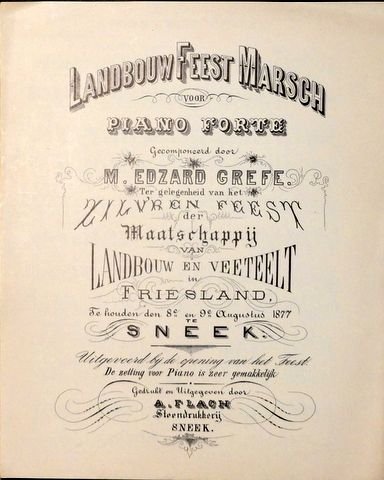 LANDBOUW FEEST MARSCH
VOOR
PIANO FORTE
Gecomponeerd door
M. EDZARD GREFE.
Ter gelegenheid van het
ZILVREN FEEST
der
Maatschappij
VAN
LANDBOUW EN VEETEELT
in
FRIESLAND,
Te houden den 8e en 9e Augustus 1877
TE
SNEEK.
Uitgevoerd bij de opening van het Feest.
De zetting voor Piano is zeer gemakkelijk
Gedrukt en Uitgegeven door
A. FLACH
Steendrukkerij
SNEEK.